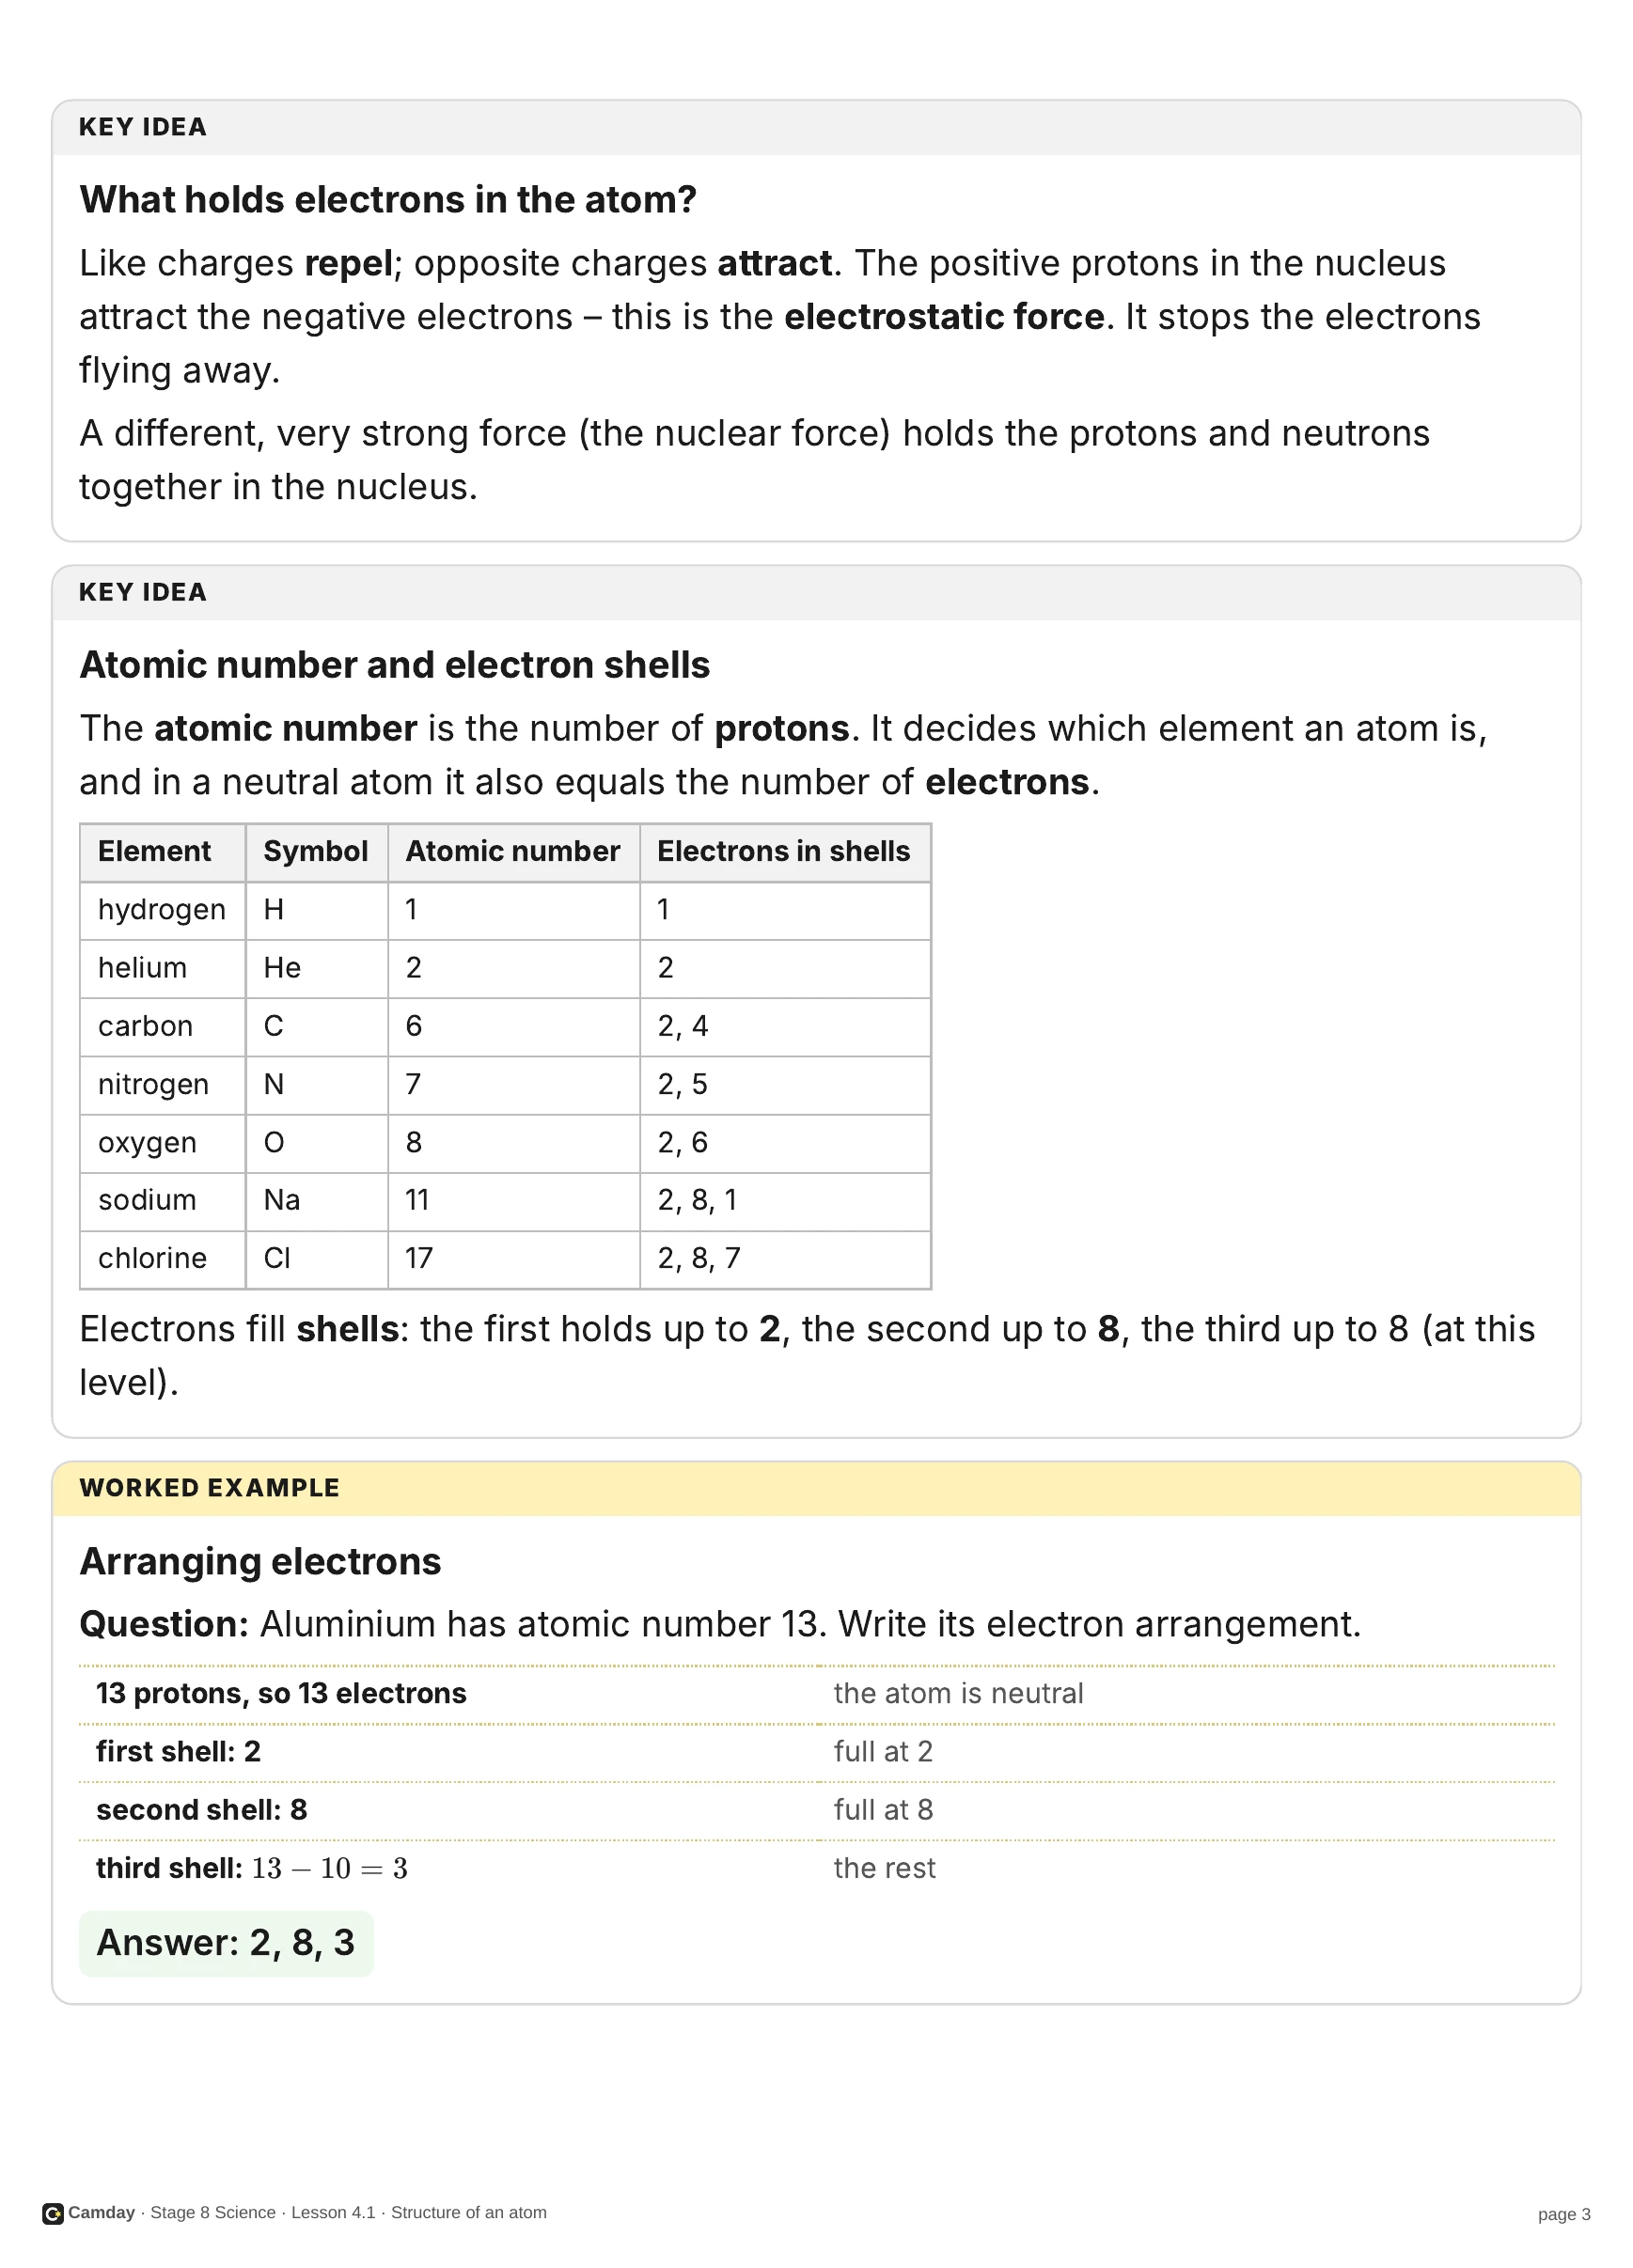 KEY IDEA
What holds electrons in the atom?
Like charges repel; opposite charges attract. The positive protons in the nucleus
attract the negative electrons – this is the electrostatic force. It stops the electrons
flying away.
A different, very strong force (the nuclear force) holds the protons and neutrons
together in the nucleus.
KEY IDEA
Atomic number and electron shells
The atomic number is the number of protons. It decides which element an atom is,
and in a neutral atom it also equals the number of electrons.
Element Symbol Atomic number Electrons in shells
hydrogen H 1 1
helium He 2 2
carbon C 6 2, 4
nitrogen N 7 2, 5
oxygen O 8 2, 6
sodium Na 11 2, 8, 1
chlorine Cl 17 2, 8, 7
Electrons fill shells: the first holds up to 2, the second up to 8, the third up to 8 (at this
level).
WORKED EXAMPLE
Arranging electrons
Question: Aluminium has atomic number 13. Write its electron arrangement.
13 protons, so 13 electrons the atom is neutral
first shell: 2 full at 2
second shell: 8 full at 8
third shell: 13 − 10 = 3 the rest
Answer: 2, 8, 3
Camday · Stage 8 Science · Lesson 4.1 · Structure of an atom page 3